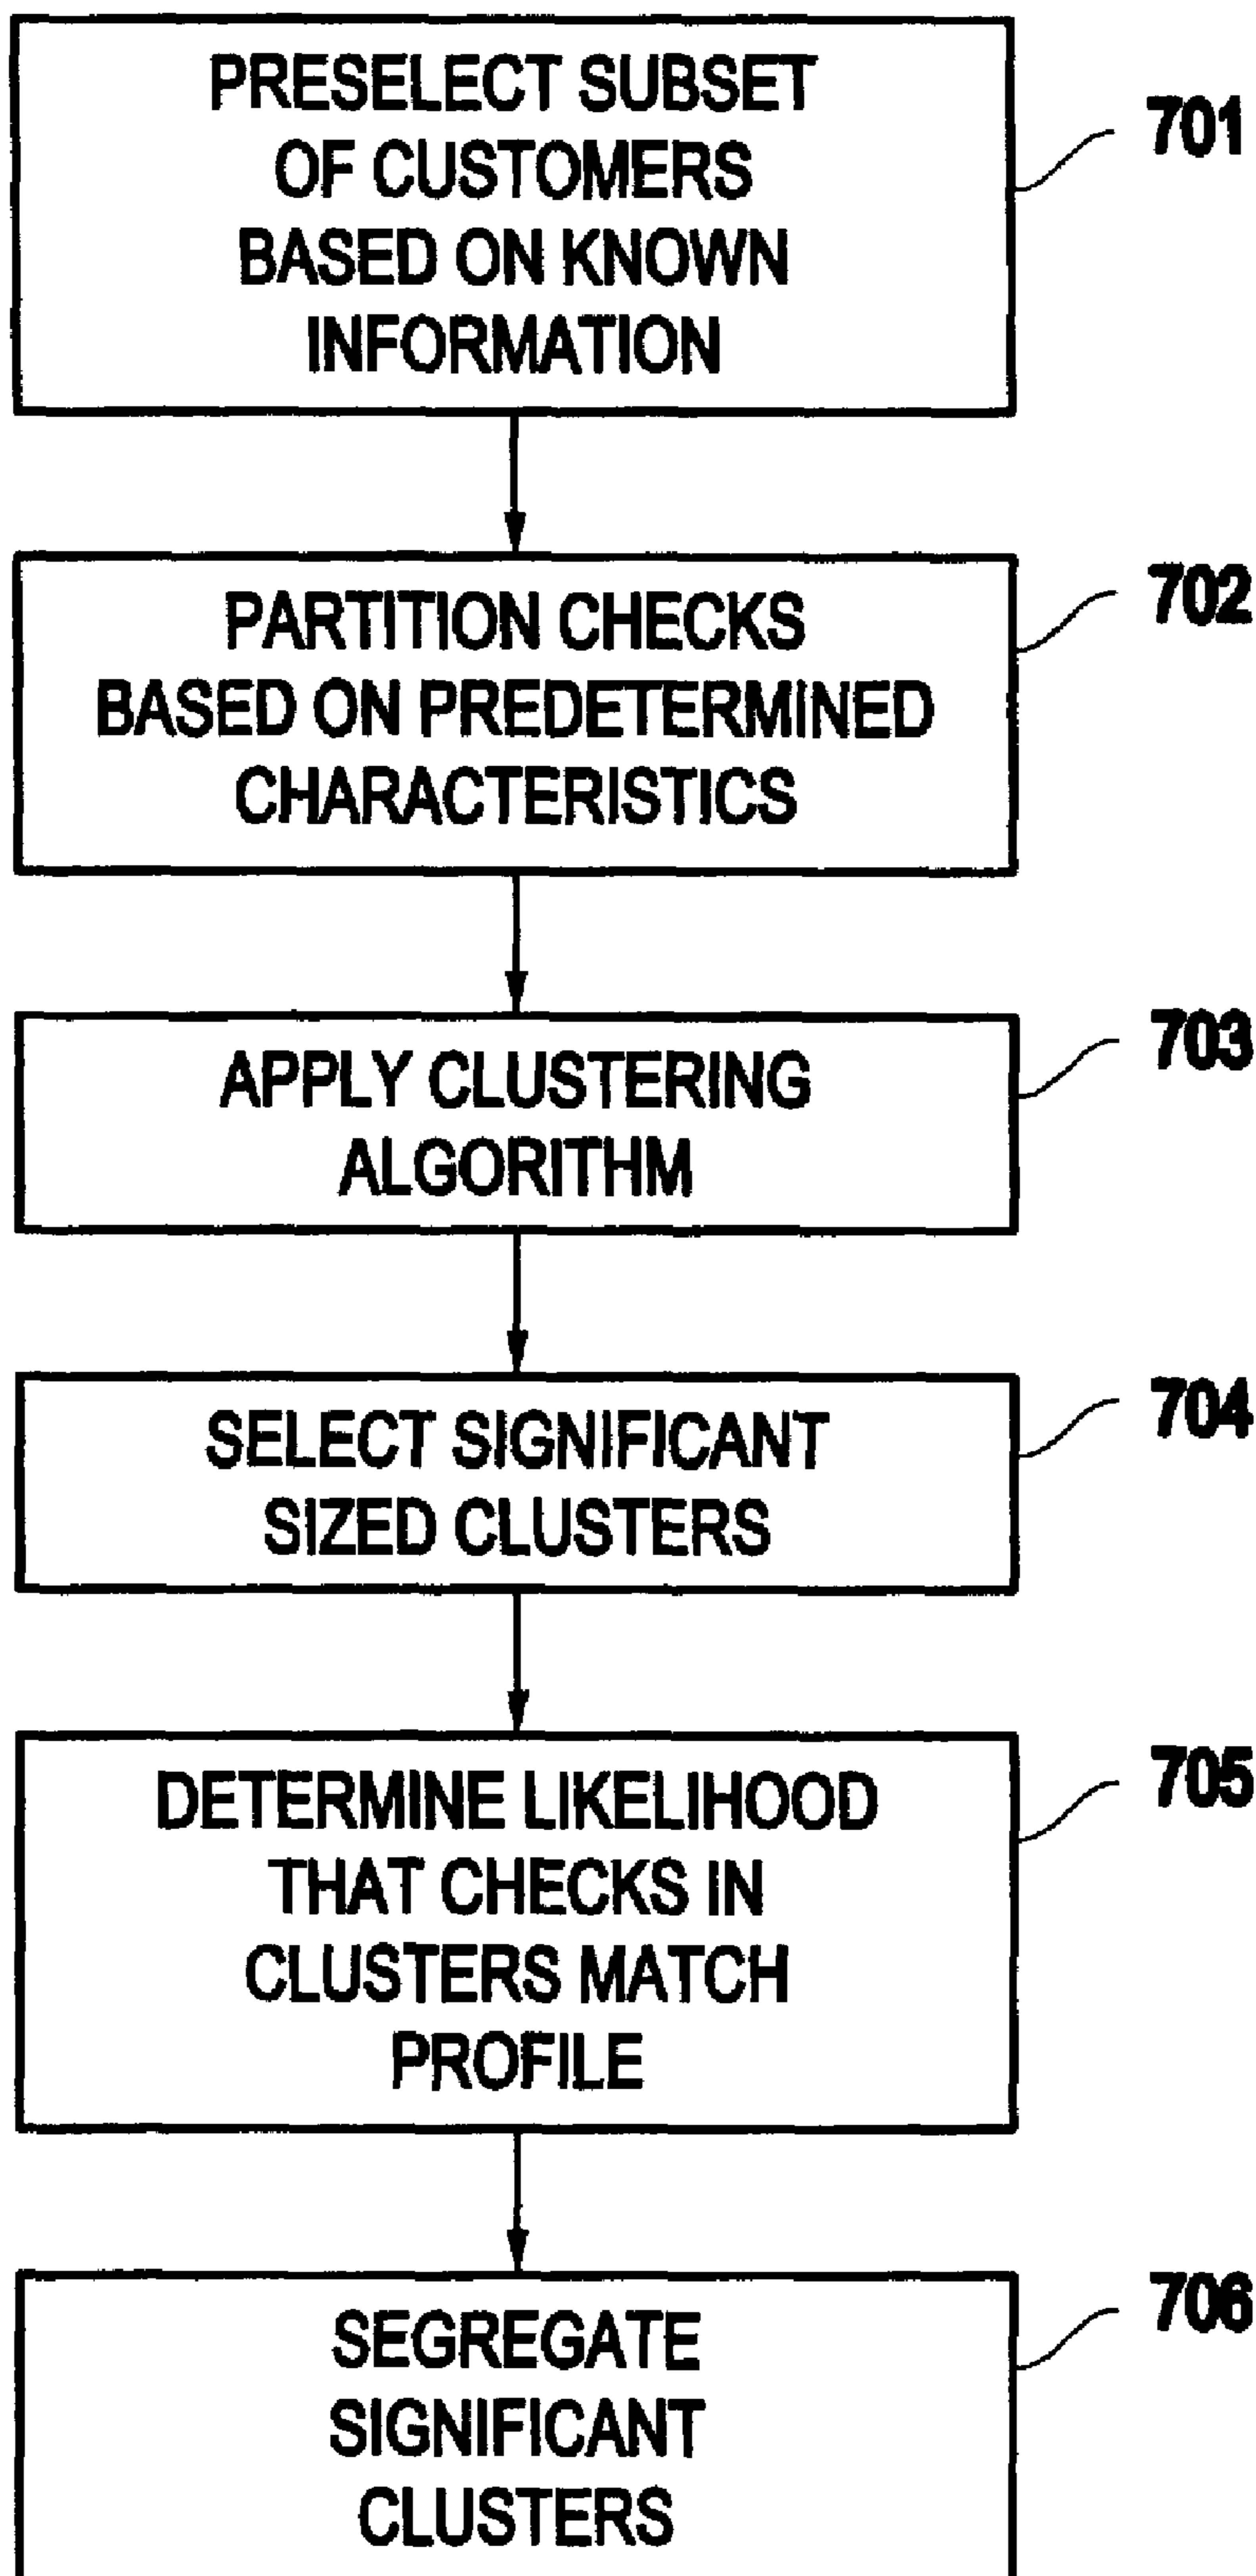 PRESELECT SUBSET
OF CUSTOMERS
BASED ON KNOWN
INFORMATION
701
PARTITION CHECKS
BASED ON PREDETERMINED
CHARACTERISTICS
702
APPLY CLUSTERING
ALGORITHM
703
SELECT SIGNIFICANT
SIZED CLUSTERS
704
DETERMINE LIKELIHOOD
THAT CHECKS IN
CLUSTERS MATCH
PROFILE
705
SEGREGATE
SIGNIFICANT
CLUSTERS
706